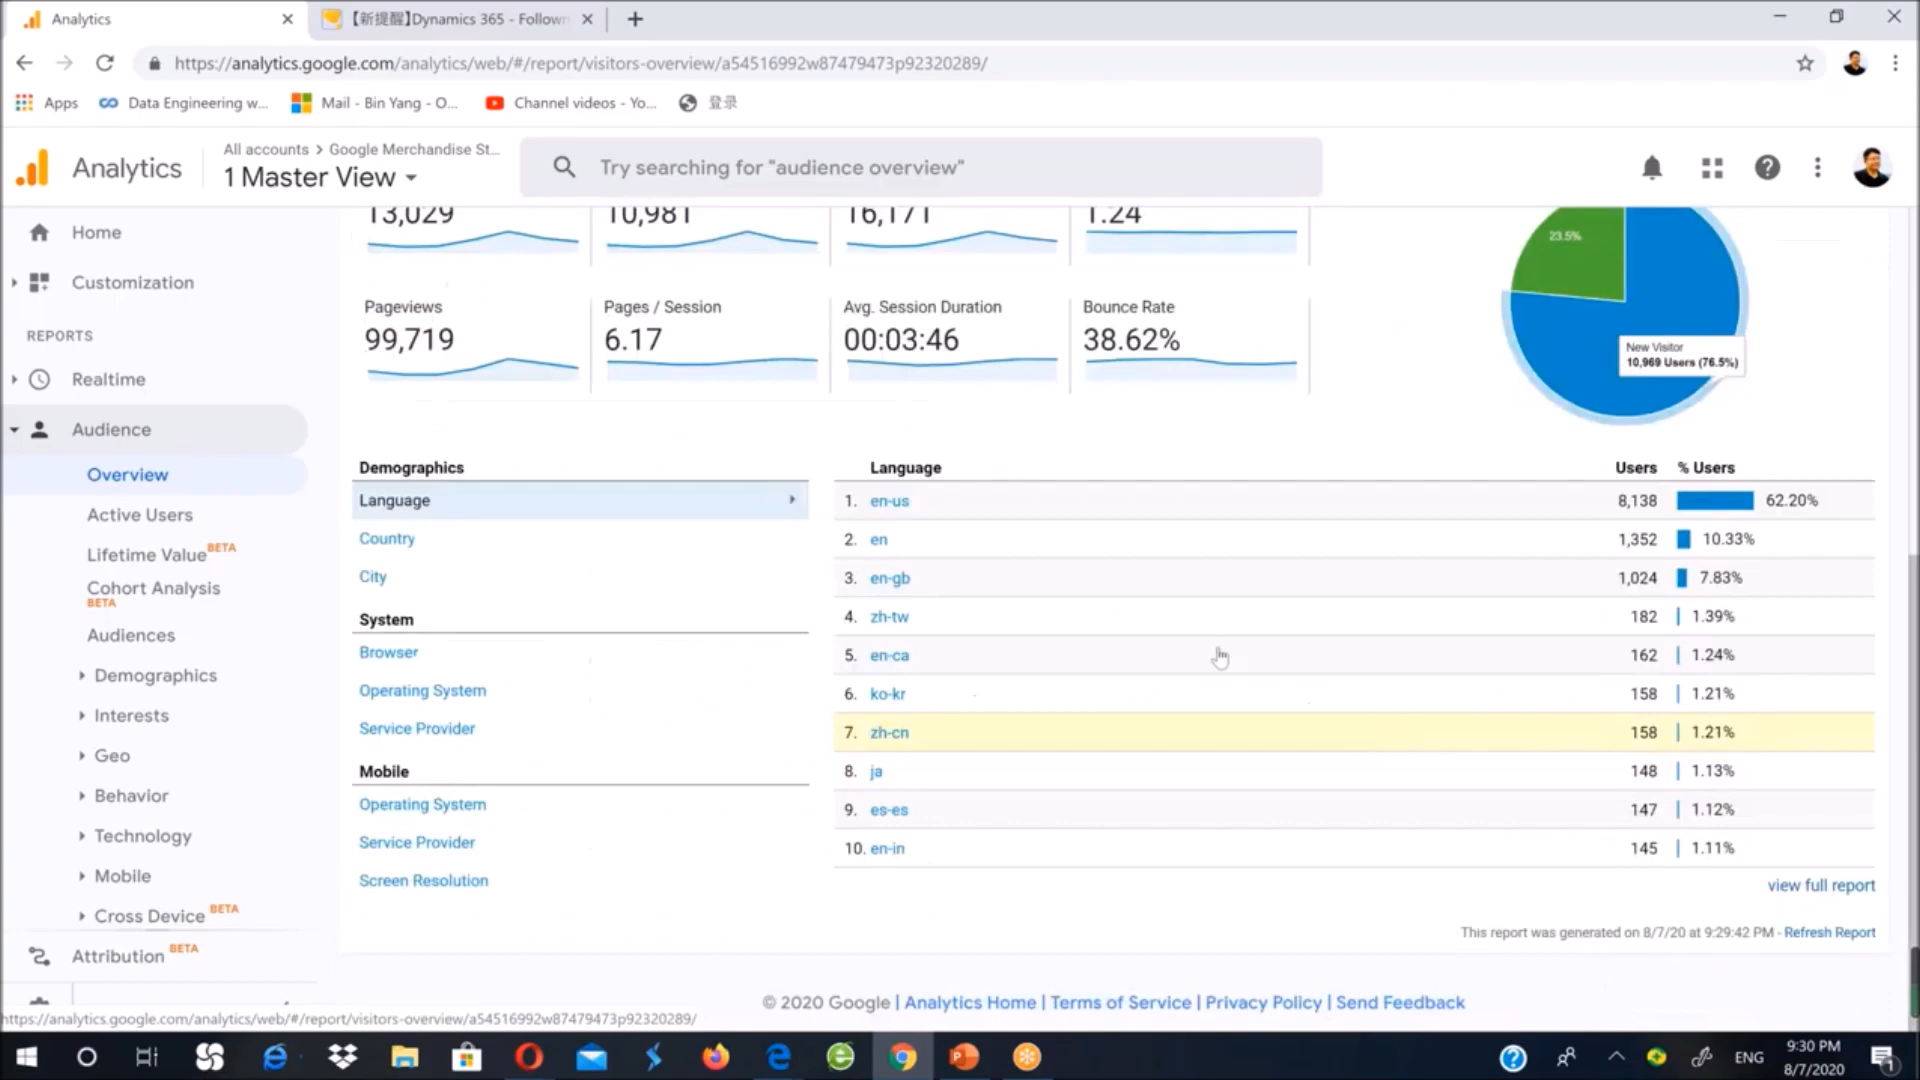 Analytics
【新提醒】Dynamics 365 - Follow
https://analytics.google.com/analytics/web/#/report/visitors-overview/a54516992w87479473p92320289/
Apps
Data Engineering w...
Mail - Bin Yang - O...
Channel videos - Yo...
登录
Analytics
All accounts > Google Merchandise St...
1 Master View
Try searching for "audience overview"
Home
Customization
REPORTS
Realtime
Audience
Overview
Active Users
Lifetime Value BETA
Cohort Analysis
BETA
Audiences
Demographics
Interests
Geo
Behavior
Technology
Mobile
Cross Device BETA
Attribution BETA
13,029
10,981
16,171
1.24
Pageviews
99,719
Pages / Session
6.17
Avg. Session Duration
00:03:46
Bounce Rate
38.62%
23.5%
New Visitor
10,969 Users (76.5%)
Demographics
Language
Country
City
System
Browser
Operating System
Service Provider
Mobile
Operating System
Service Provider
Screen Resolution
Language Users % Users
1. en-us 8,138 62.20%
2. en 1,352 10.33%
3. en-gb 1,024 7.83%
4. zh-tw 182 1.39%
5. en-ca 162 1.24%
6. ko-kr 158 1.21%
7. zh-cn 158 1.21%
8. ja 148 1.13%
9. es-es 147 1.12%
10. en-in 145 1.11%
view full report
This report was generated on 8/7/20 at 9:29:42 PM - Refresh Report
© 2020 Google | Analytics Home | Terms of Service | Privacy Policy | Send Feedback
https://analytics.google.com/analytics/web/#/report/visitors-overview/a54516992w87479473p92320289/
ENG
9:30 PM
8/7/2020
1